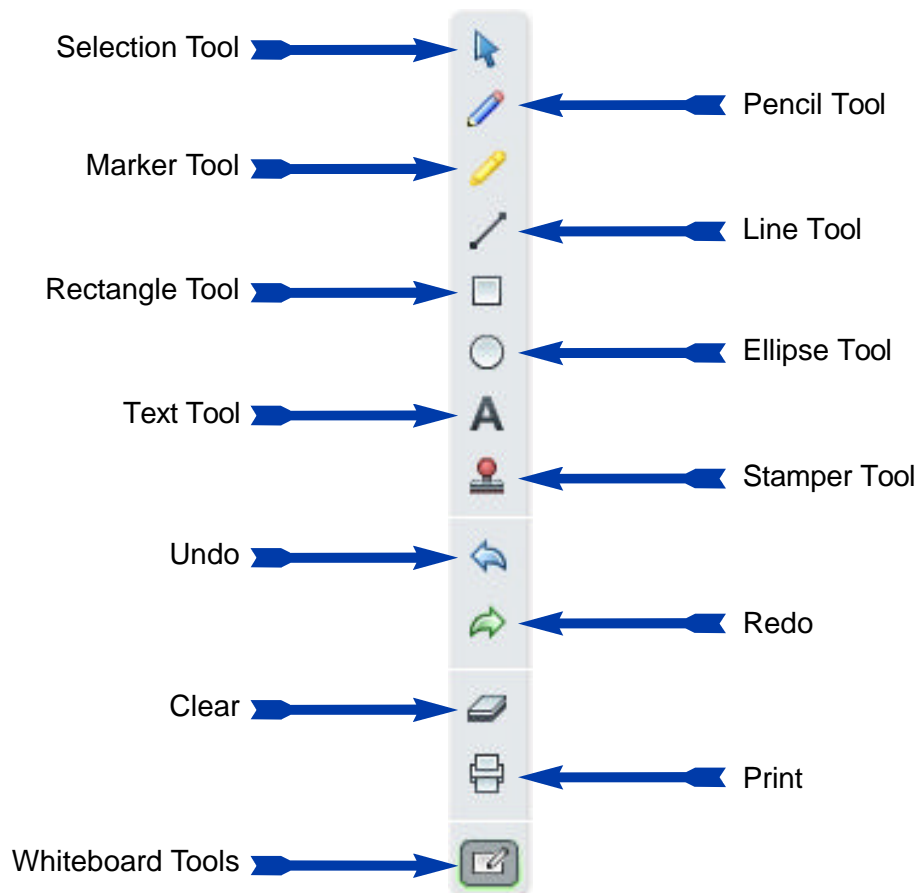 Selection Tool
Pencil Tool
Marker Tool
Line Tool
Rectangle Tool
Ellipse Tool
Text Tool
A
Stamper Tool
Undo
Redo
Clear
Print
Whiteboard Tools